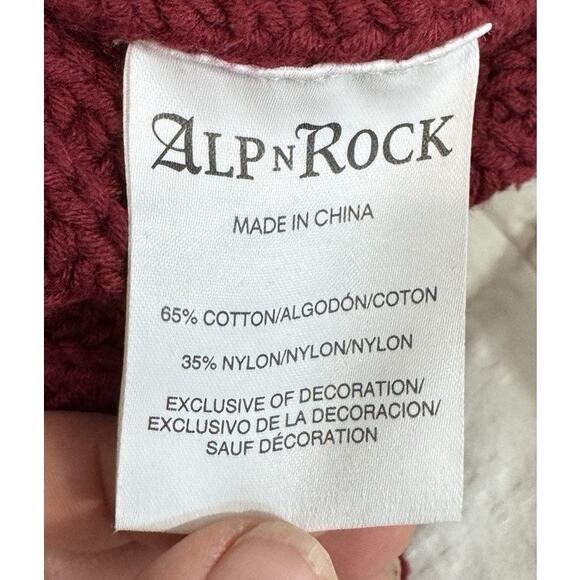 ALPNROCK
MADE IN CHINA
65% COTTON/ALGODÓN/COTON
35% NYLON/NYLON/NYLON
EXCLUSIVE OF DECORATION/
EXCLUSIVO DE LA DECORACION/
SAUF DÉCORATION